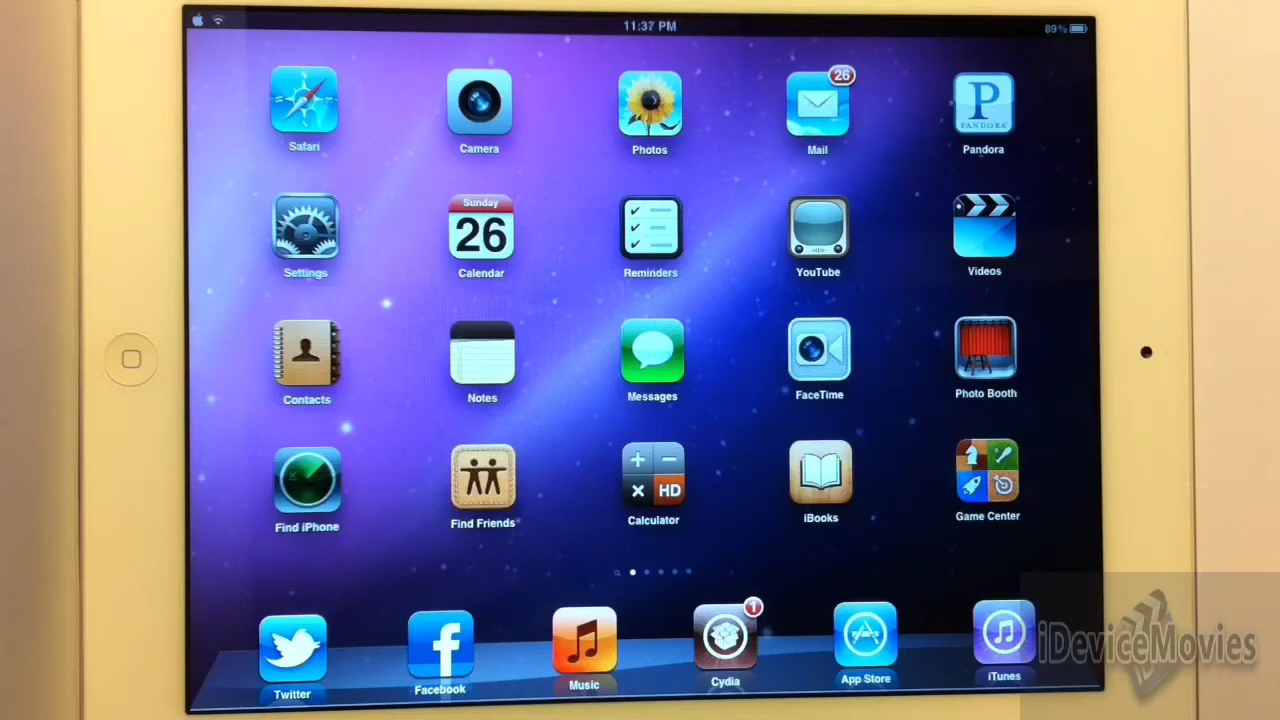 11:37 PM
89%
26
P
PANDORA
Safari
Camera
Photos
Mail
Pandora
Sunday
26
Settings
Calendar
Reminders
YouTube
Videos
Contacts
Notes
Messages
FaceTime
Photo Booth
+ −
x HD
Find iPhone
Find Friends
Calculator
iBooks
Game Center
f
1
Twitter
Facebook
Music
Cydia
App Store
iTunes
iDeviceMovies